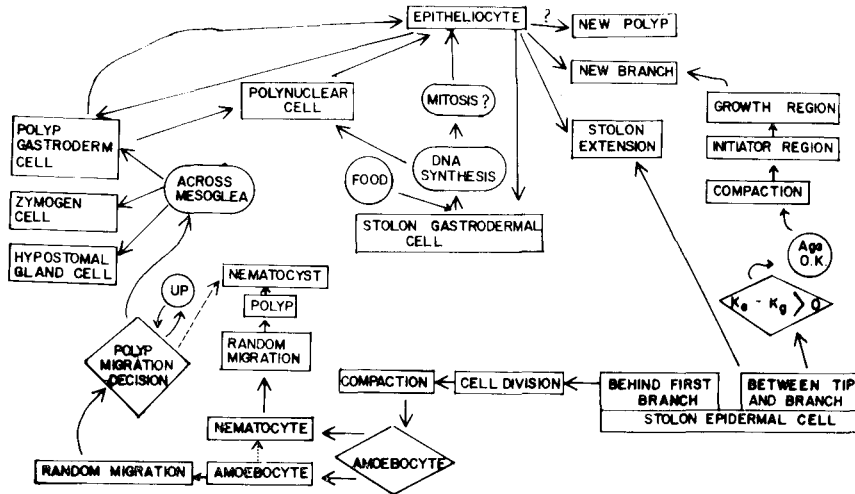 EPITHELIOCYTE
?
NEW POLYP
NEW BRANCH
POLYNUCLEAR
CELL
MITOSIS ?
GROWTH REGION
POLYP
GASTRODERM
CELL
STOLON
EXTENSION
INITIATOR REGION
ACROSS
MESOGLEA
FOOD
DNA
SYNTHESIS
COMPACTION
ZYMOGEN
CELL
STOLON GASTRODERMAL
CELL
Age
O.K.
HYPOSTOMAL
GLAND CELL
NEMATOCYST
UP
POLYP
POLYP
MIGRATION
DECISION
RANDOM
MIGRATION
COMPACTION
CELL DIVISION
BEHIND FIRST
BRANCH
BETWEEN TIP
AND BRANCH
STOLON EPIDERMAL CELL
NEMATOCYTE
AMOEBOCYTE
RANDOM MIGRATION
AMOEBOCYTE